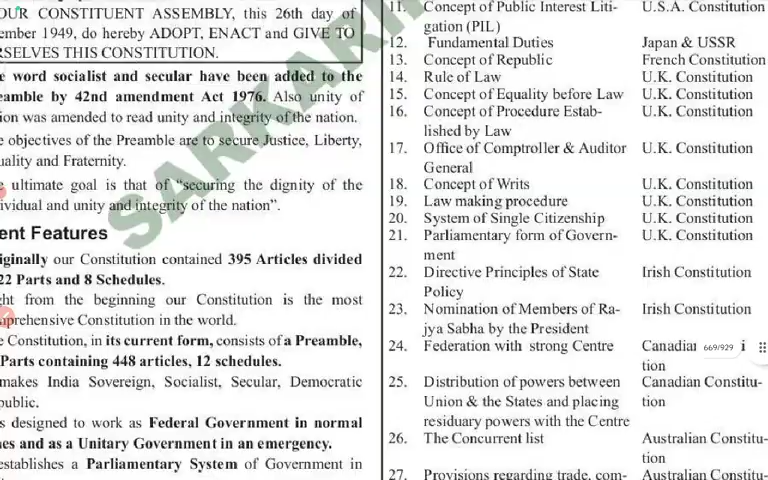 OUR CONSTITUENT ASSEMBLY, this 26th day of
ember 1949, do hereby ADOPT, ENACT and GIVE TO
RSELVES THIS CONSTITUTION.
e word socialist and secular have been added to the
eamble by 42nd amendment Act 1976. Also unity of
ion was amended to read unity and integrity of the nation.
e objectives of the Preamble are to secure Justice, Liberty,
uality and Fraternity.
e ultimate goal is that of “securing the dignity of the
ividual and unity and integrity of the nation”.
ent Features
iginally our Constitution contained 395 Articles divided
22 Parts and 8 Schedules.
ght from the beginning our Constitution is the most
mprehensive Constitution in the world.
e Constitution, in its current form, consists of a Preamble,
Parts containing 448 articles, 12 schedules.
makes India Sovereign, Socialist, Secular, Democratic
public.
s designed to work as Federal Government in normal
nes and as a Unitary Government in an emergency.
establishes a Parliamentary System of Government in
11. Concept of Public Interest Liti- U.S.A. Constitution
gation (PIL)
12. Fundamental Duties Japan & USSR
13. Concept of Republic French Constitution
14. Rule of Law U.K. Constitution
15. Concept of Equality before Law U.K. Constitution
16. Concept of Procedure Estab- U.K. Constitution
lished by Law
17. Office of Comptroller & Auditor U.K. Constitution
General
18. Concept of Writs U.K. Constitution
19. Law making procedure U.K. Constitution
20. System of Single Citizenship U.K. Constitution
21. Parliamentary form of Govern- U.K. Constitution
ment
22. Directive Principles of State Irish Constitution
Policy
23. Nomination of Members of Ra- Irish Constitution
jya Sabha by the President
24. Federation with strong Centre Canadian
tion
25. Distribution of powers between Canadian Constitu-
Union & the States and placing tion
residuary powers with the Centre
26. The Concurrent list Australian Constitu-
tion
27. Provisions regarding trade, com- Australian Constitu-
669/929
SARKARI